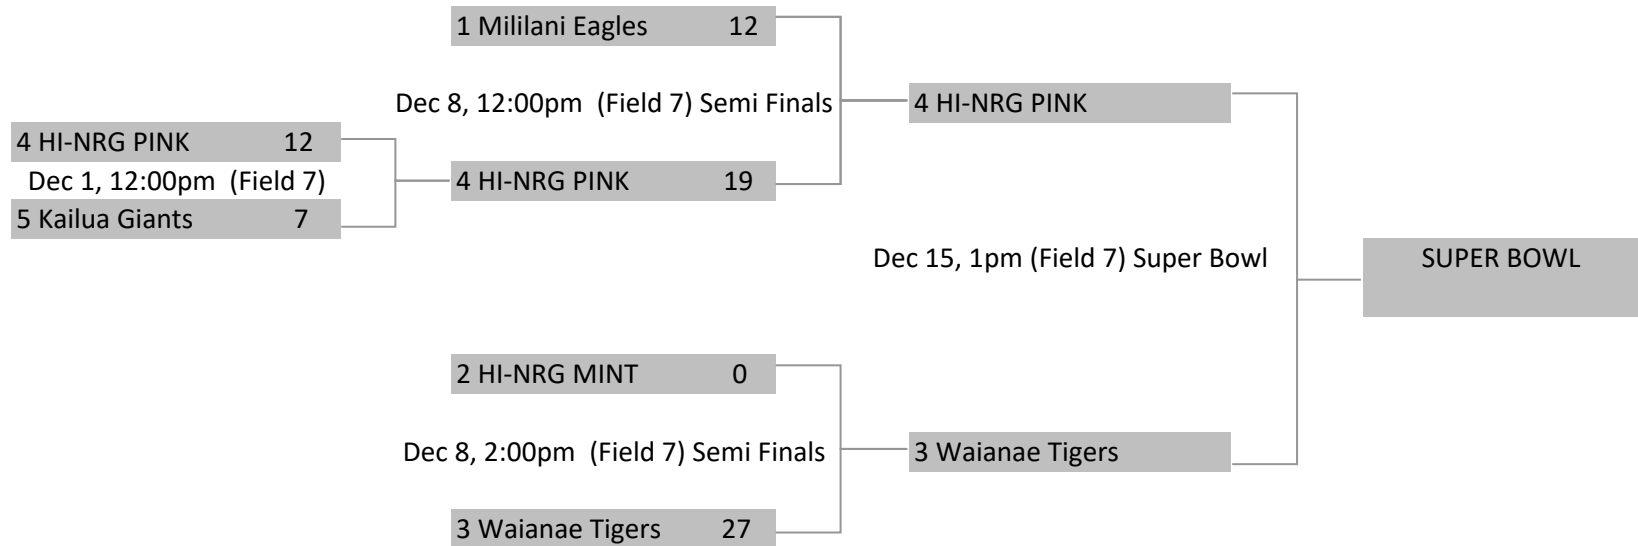 1 Mililani Eagles 12
Dec 8, 12:00pm (Field 7) Semi Finals
4 HI-NRG PINK
4 HI-NRG PINK 12
Dec 1, 12:00pm (Field 7)
4 HI-NRG PINK 19
5 Kailua Giants 7
Dec 15, 1pm (Field 7) Super Bowl
SUPER BOWL
2 HI-NRG MINT 0
Dec 8, 2:00pm (Field 7) Semi Finals
3 Waianae Tigers
3 Waianae Tigers 27